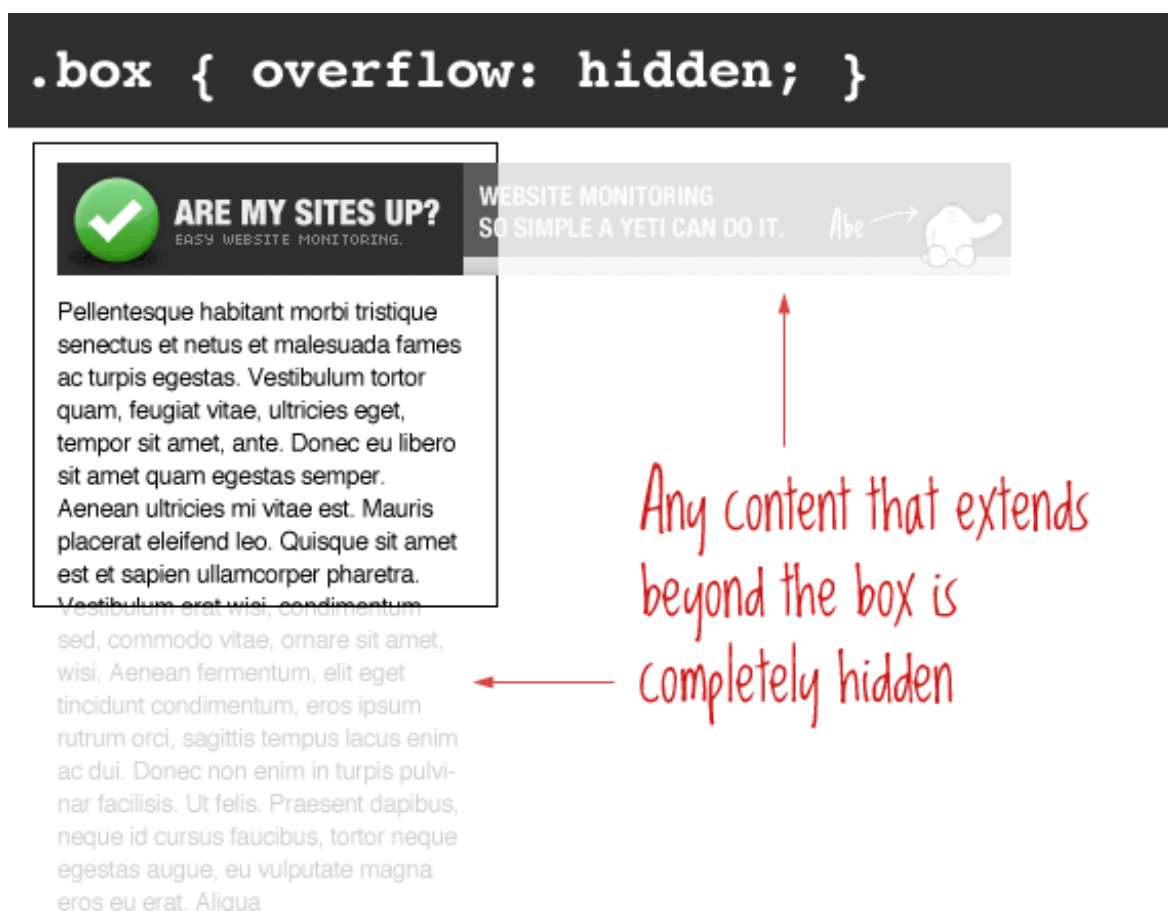 .box { overflow: hidden; }
ARE MY SITES UP?
EASY WEBSITE MONITORING.
WEBSITE MONITORING
SO SIMPLE A YETI CAN DO IT.
Abe
Pellentesque habitant morbi tristique
senectus et netus et malesuada fames
ac turpis egestas. Vestibulum tortor
quam, feugiat vitae, ultricies eget,
tempor sit amet, ante. Donec eu libero
sit amet quam egestas semper.
Aenean ultricies mi vitae est. Mauris
placerat eleifend leo. Quisque sit amet
est et sapien ullamcorper pharetra.
Vestibulum erat wisi, condimentum
sed, commodo vitae, ornare sit amet,
wisi. Aenean fermentum, elit eget
tincidunt condimentum, eros ipsum
rutrum orci, sagittis tempus lacus enim
ac dui. Donec non enim in turpis pulvi-
nar facilisis. Ut felis. Praesent dapibus,
neque id cursus faucibus, tortor neque
egestas augue, eu vulputate magna
eros eu erat. Aliqua
Any content that extends
beyond the box is
completely hidden